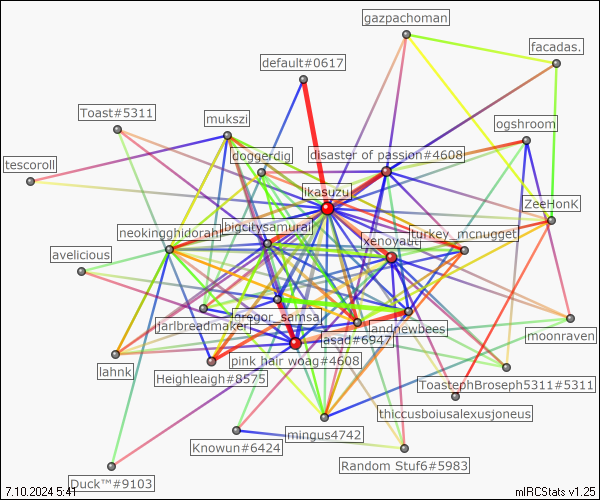 gazpachoman
facadas.
default#0617
Toast#5311
mukszi
ogshroom
doggerdig
disaster of passion#4608
tescoroll
likasuzu
ZeeHonK
neokingghidorah
bigcitysamurai
xenoyaut
turkey_mcnugget
avelicious
gregor_samsa
jarlbreadmaker
landnewbees
asad#6947
moonraven
lahnk
pink hair woag#4608
Heighleaigh#8575
ToastephBroseph5311#5311
thiccusboiusalexusjoneus
mingus4742
Knowun#6424
Random Stuf6#5983
Duck™#9103
7.10.2024 5:41
mIRCStats v1.25